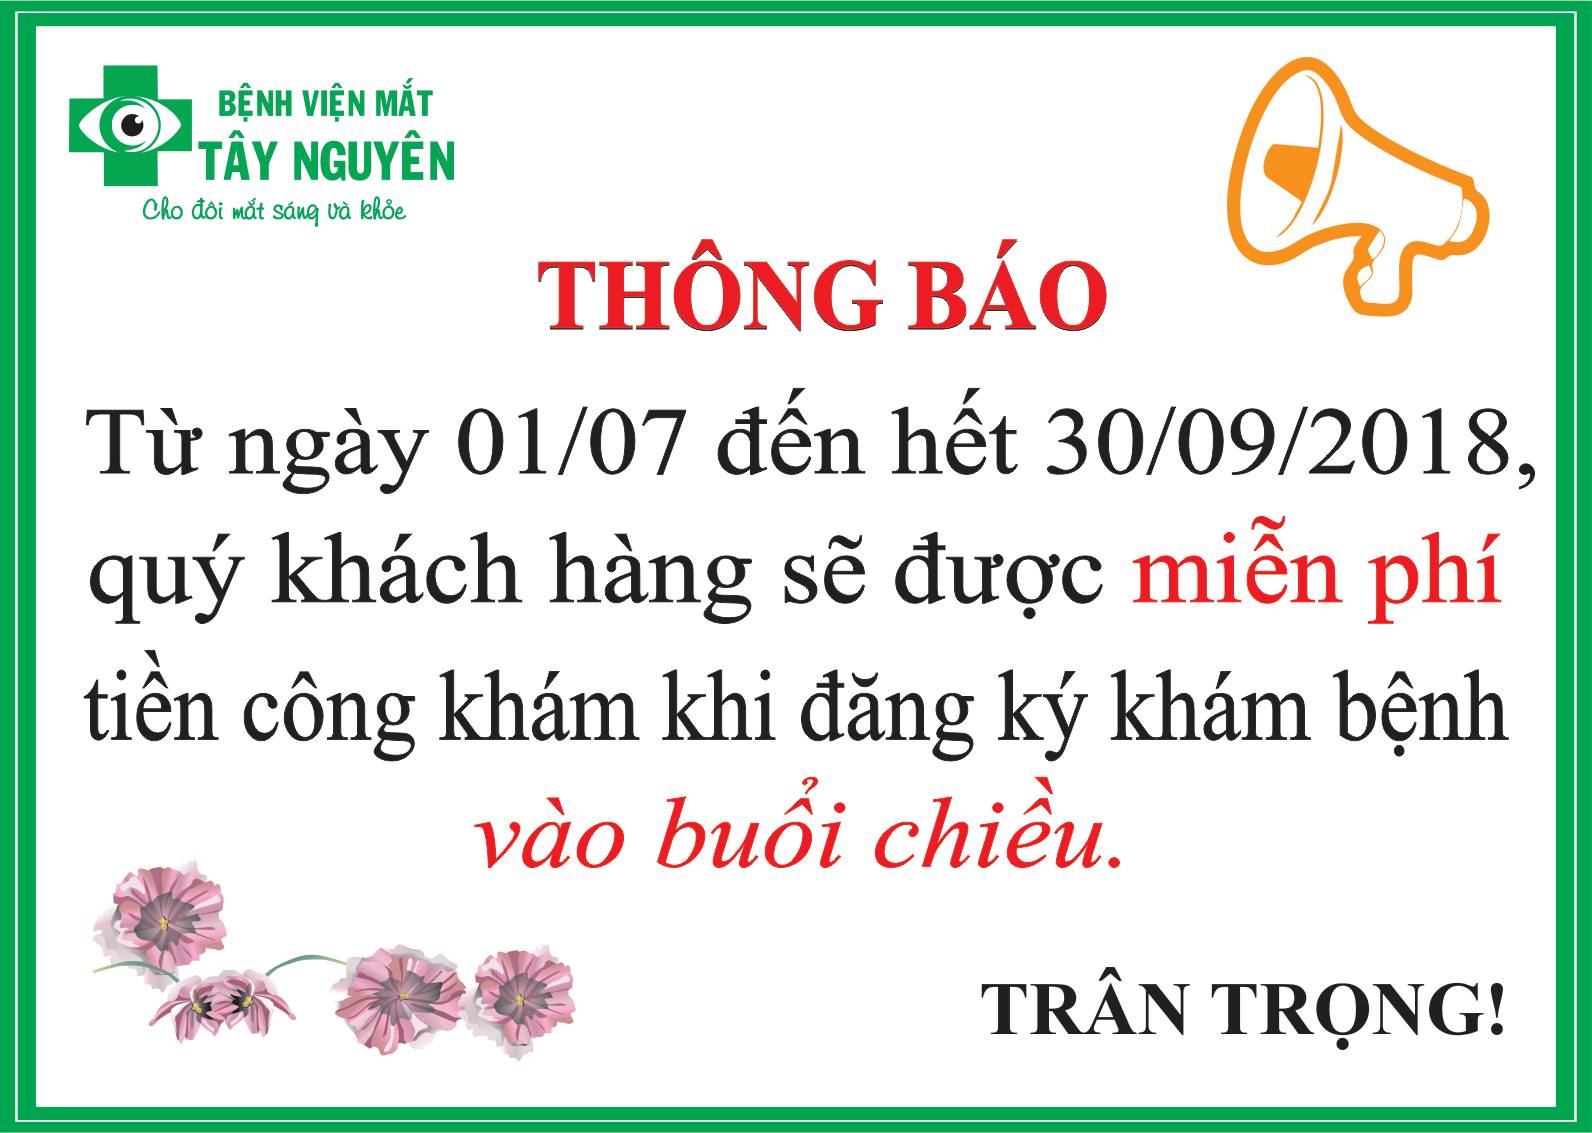 BỆNH VIỆN MẮT
TÂY NGUYÊN
Cho đôi mắt sáng và khỏe
THÔNG BÁO
Từ ngày 01/07 đến hết 30/09/2018,
quý khách hàng sẽ được miễn phí
tiền công khám khi đăng ký khám bệnh
vào buổi chiều.
TRÂN TRỌNG!